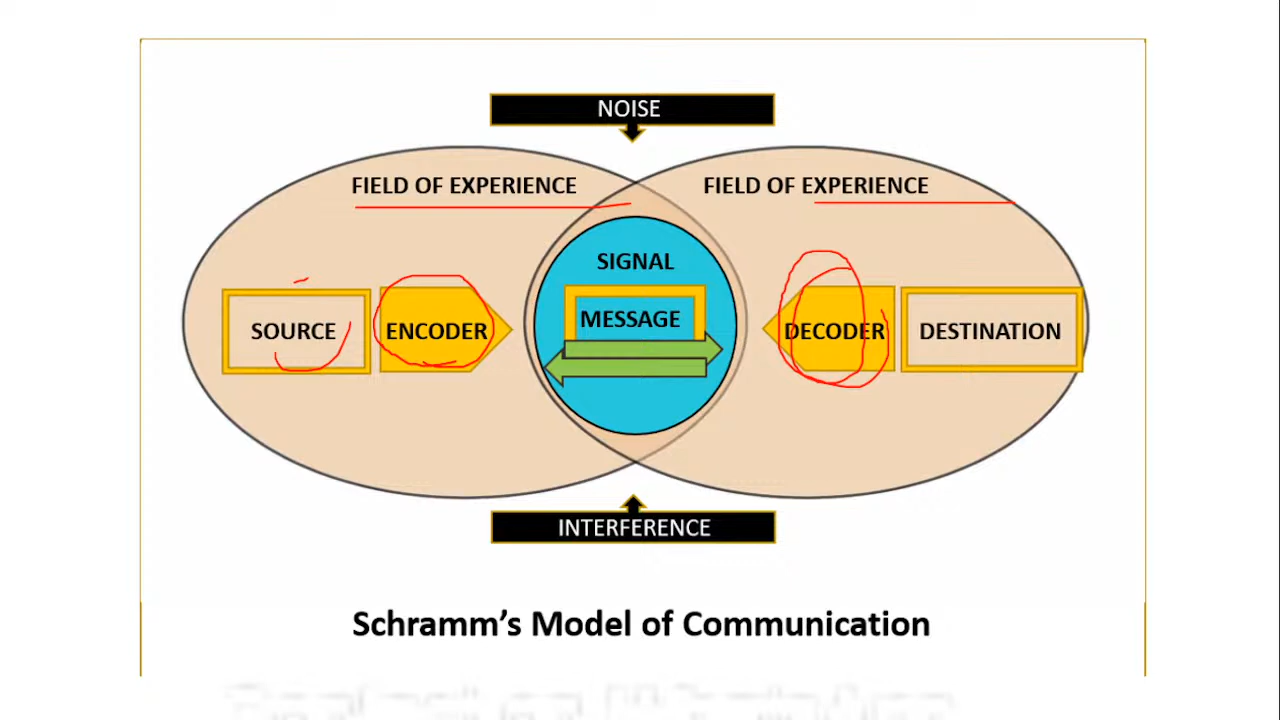 NOISE
FIELD OF EXPERIENCE
FIELD OF EXPERIENCE
SIGNAL
MESSAGE
SOURCE
ENCODER
DECODER
DESTINATION
INTERFERENCE
Schramm's Model of Communication